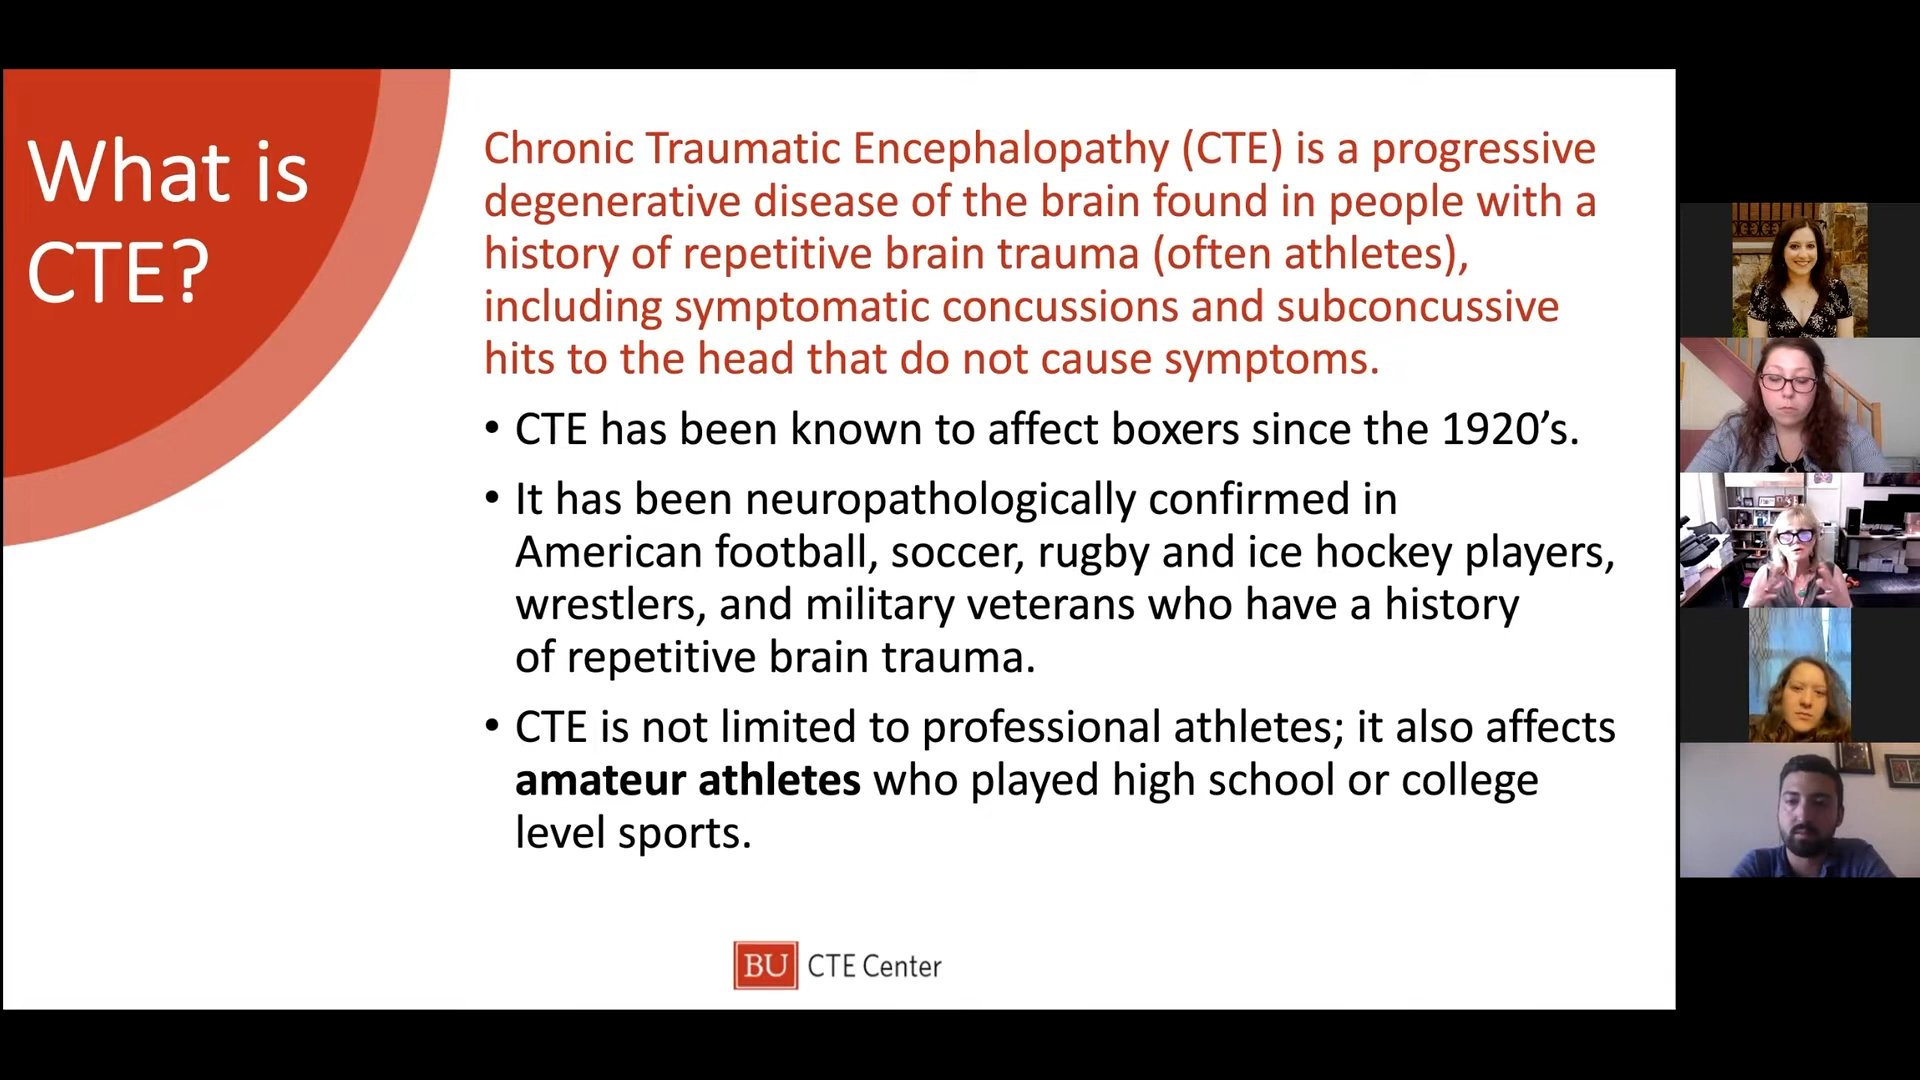 What is
CTE?
Chronic Traumatic Encephalopathy (CTE) is a progressive
degenerative disease of the brain found in people with a
history of repetitive brain trauma (often athletes),
including symptomatic concussions and subconcussive
hits to the head that do not cause symptoms.
• CTE has been known to affect boxers since the 1920’s.
• It has been neuropathologically confirmed in
American football, soccer, rugby and ice hockey players,
wrestlers, and military veterans who have a history
of repetitive brain trauma.
• CTE is not limited to professional athletes; it also affects
amateur athletes who played high school or college
level sports.
BU CTE Center